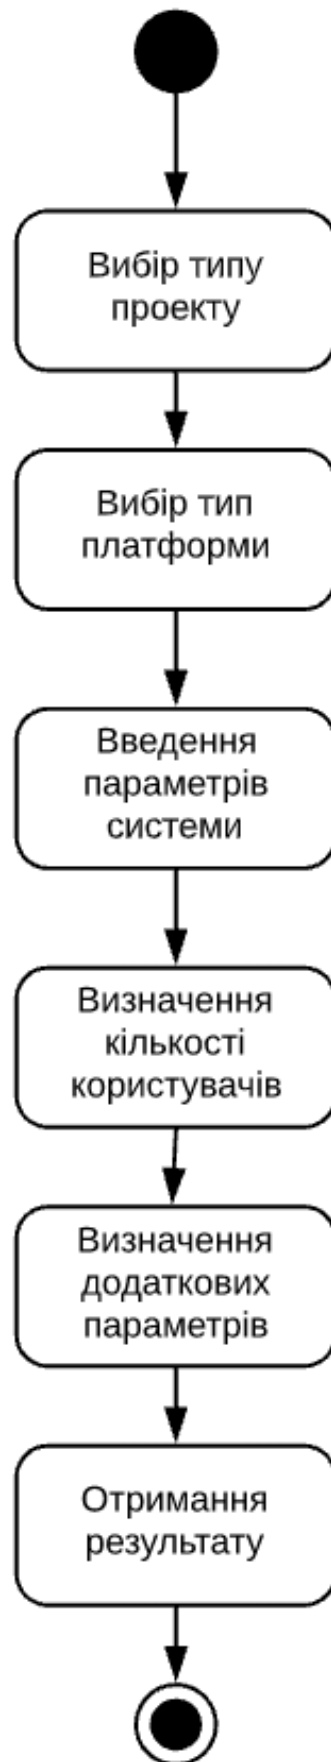 Вибір типу
проекту
Вибір тип
платформи
Введення
параметрів
системи
Визначення
кількості
користувачів
Визначення
додаткових
параметрів
Отримання
результату